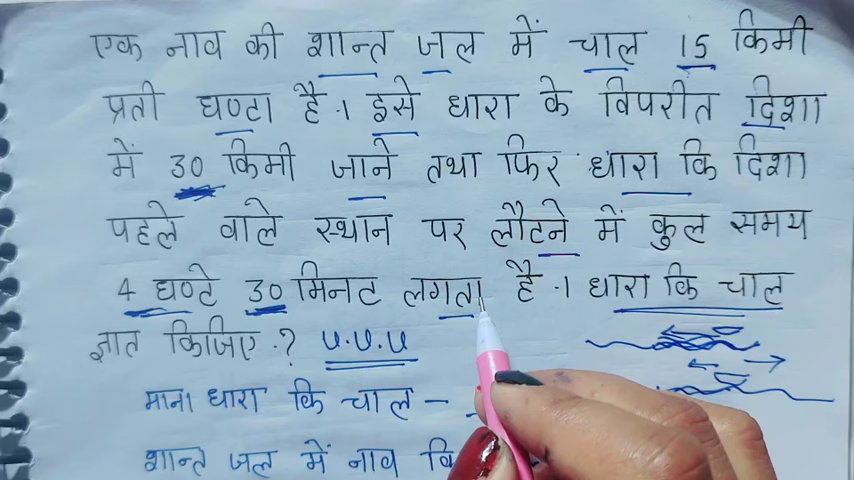 एक नाव की शान्त जल में चाल 15 किमी
प्रती घण्टा है । इसे धारा के विपरीत दिशा
में 30 किमी जाने तथा फिर धारा कि दिशा
पहले वाले स्थान पर लौटने में कुल समय
4 घण्टे 30 मिनट लगता है । धारा कि चाल
ज्ञात किजिए ? V.V.V
माना धारा कि चाल –
शान्त जल में नाव कि